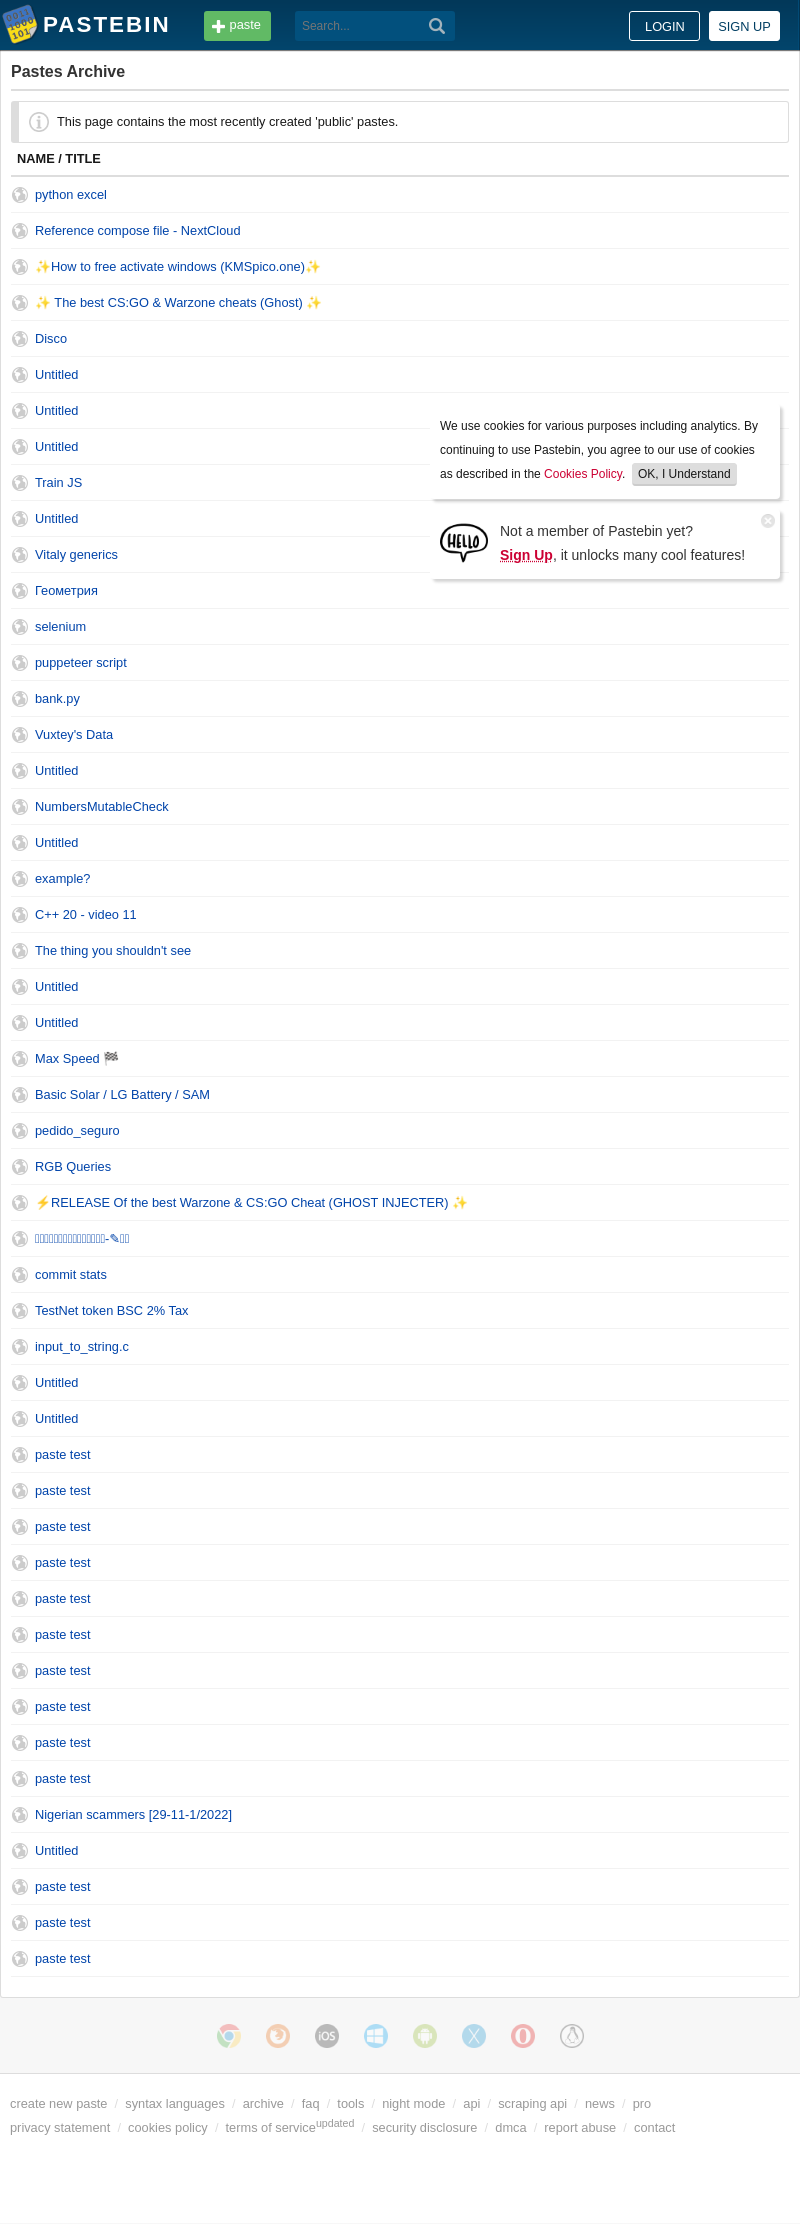 PASTEBIN
paste
Search...
LOGIN
SIGN UP
Pastes Archive
This page contains the most recently created 'public' pastes.
NAME / TITLE
python excel
Reference compose file - NextCloud
✨How to free activate windows (KMSpico.one)✨
✨ The best CS:GO & Warzone cheats (Ghost) ✨
Disco
Untitled
Untitled
Untitled
Train JS
Untitled
Vitaly generics
We use cookies for various purposes including analytics. By
continuing to use Pastebin, you agree to our use of cookies
as described in the Cookies Policy. OK, I Understand
HELLO
Not a member of Pastebin yet?
Sign Up, it unlocks many cool features!
Геометрия
selenium
puppeteer script
bank.py
Vuxtey's Data
Untitled
NumbersMutableCheck
Untitled
example?
C++ 20 - video 11
The thing you shouldn't see
Untitled
Untitled
Max Speed 🏁
Basic Solar / LG Battery / SAM
pedido_seguro
RGB Queries
⚡RELEASE Of the best Warzone & CS:GO Cheat (GHOST INJECTER) ✨
commit stats
TestNet token BSC 2% Tax
input_to_string.c
Untitled
Untitled
paste test
paste test
paste test
paste test
paste test
paste test
paste test
paste test
paste test
paste test
Nigerian scammers [29-11-1/2022]
Untitled
paste test
paste test
paste test
iOS
create new paste / syntax languages / archive / faq / tools / night mode / api / scraping api / news / pro
privacy statement / cookies policy / terms of serviceupdated / security disclosure / dmca / report abuse / contact